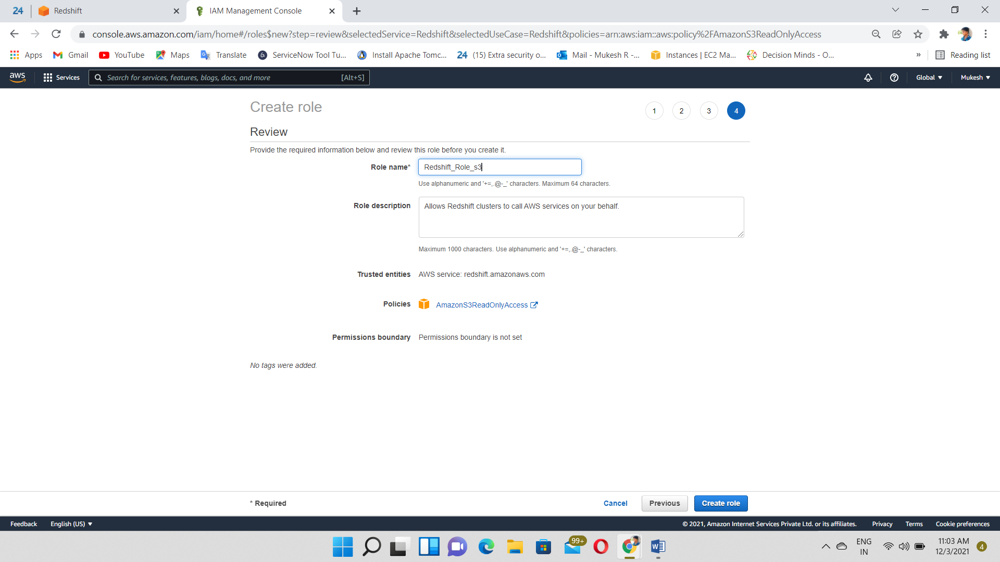 24 Redshift IAM Management Console
console.aws.amazon.com/iam/home#/roles$new?step=review&selectedService=Redshift&selectedUseCase=Redshift&policies=arn:aws:iam::aws:policy%2FAmazonS3ReadOnlyAccess
Apps Gmail YouTube Maps Translate ServiceNow Tool Tu... Install Apache Tomc... 24 (15) Extra security o... Mail - Mukesh R -... Instances | EC2 Ma... Decision Minds - O... » Reading list
aws Services Search for services, features, blogs, docs, and more [Alt+S] Global ▼ Mukesh ▼
Create role 1 2 3 4
Review
Provide the required information below and review this role before you create it.
Role name* Redshift_Role_s3
Use alphanumeric and '+=,.@-_' characters. Maximum 64 characters.
Role description Allows Redshift clusters to call AWS services on your behalf.
Maximum 1000 characters. Use alphanumeric and '+=,.@-_' characters.
Trusted entities AWS service: redshift.amazonaws.com
Policies AmazonS3ReadOnlyAccess
Permissions boundary Permissions boundary is not set
No tags were added.
* Required Cancel Previous Create role
Feedback English (US) ▼ © 2021, Amazon Internet Services Private Ltd. or its affiliates. Privacy Terms Cookie preferences
99+ ENG 11:03 AM
IN 12/3/2021 4